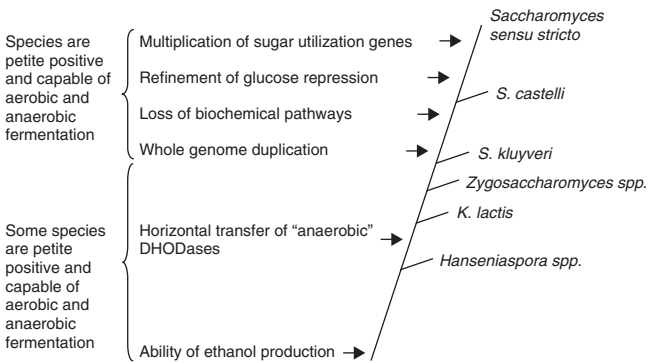 Species are
petite positive
and capable of
aerobic and
anaerobic
fermentation
Multiplication of sugar utilization genes
Refinement of glucose repression
Loss of biochemical pathways
Whole genome duplication
Some species
are petite
positive and
capable of
aerobic and
anaerobic
fermentation
Horizontal transfer of “anaerobic”
DHODases
Ability of ethanol production
Saccharomyces
sensu stricto
S. castelli
S. kluyveri
Zygosaccharomyces spp.
K. lactis
Hanseniaspora spp.